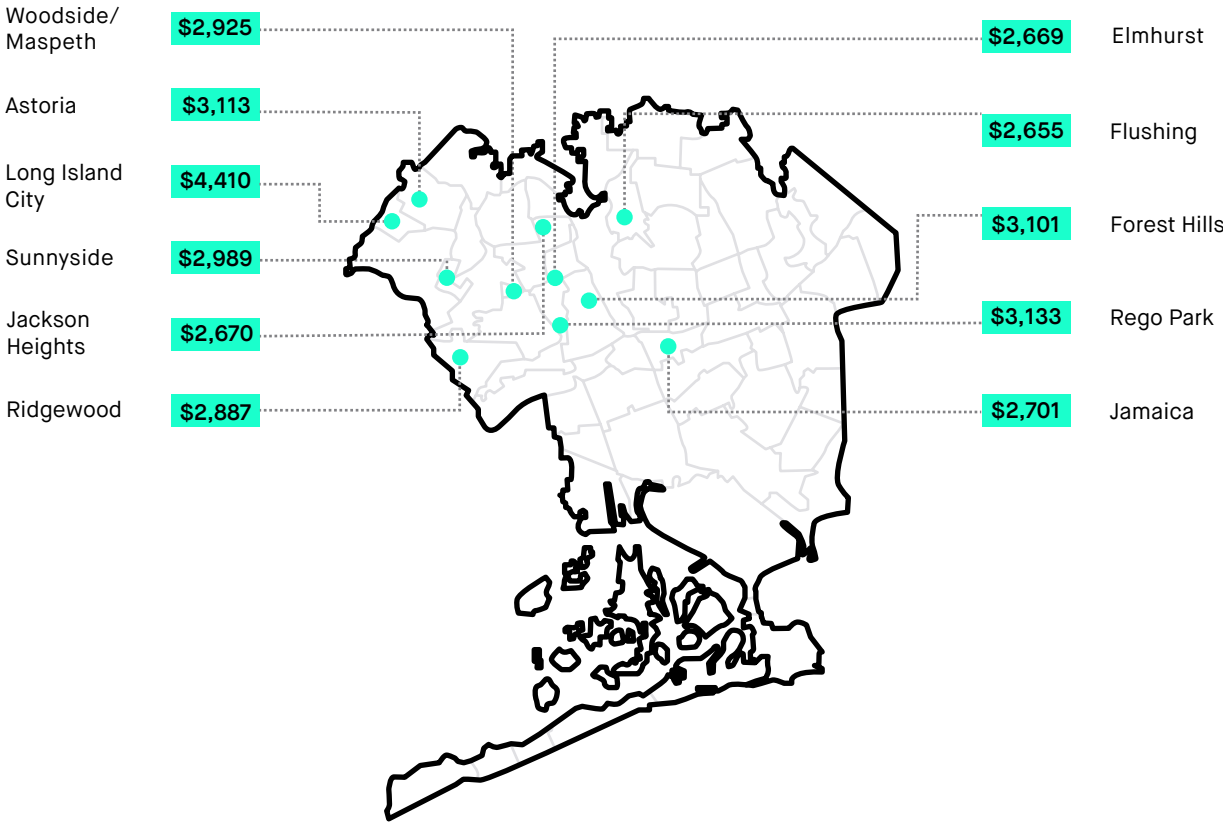 Woodside/
Maspeth
$2,925
Astoria
$3,113
Long Island
City
$4,410
Sunnyside
$2,989
Jackson
Heights
$2,670
Ridgewood
$2,887
$2,669
Elmhurst
$2,655
Flushing
$3,101
Forest Hills
$3,133
Rego Park
$2,701
Jamaica